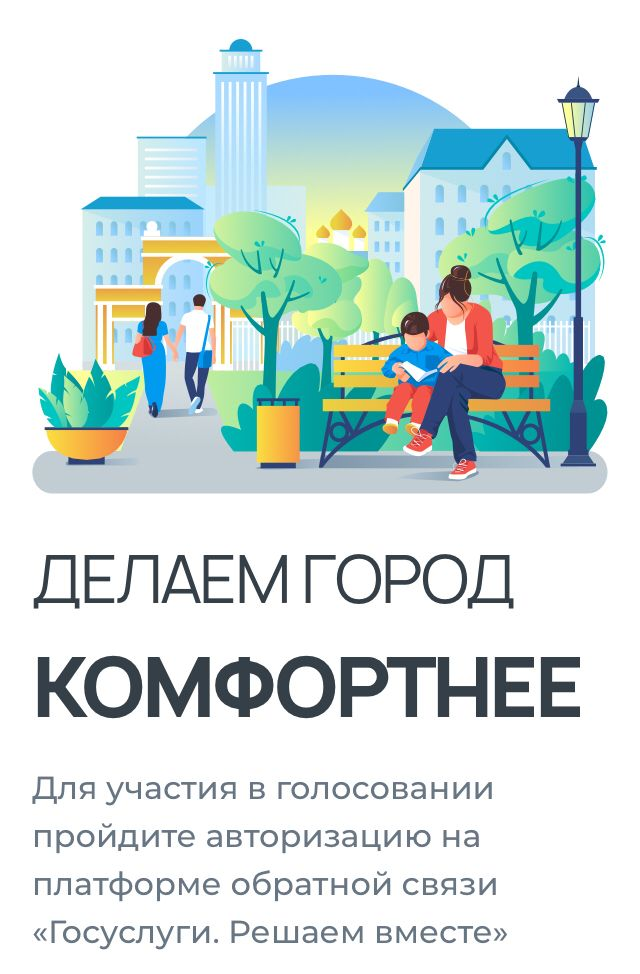 ДЕЛАЕМ ГОРОД
КОМФОРТНЕЕ
Для участия в голосовании
пройдите авторизацию на
платформе обратной связи
«Госуслуги. Решаем вместе»